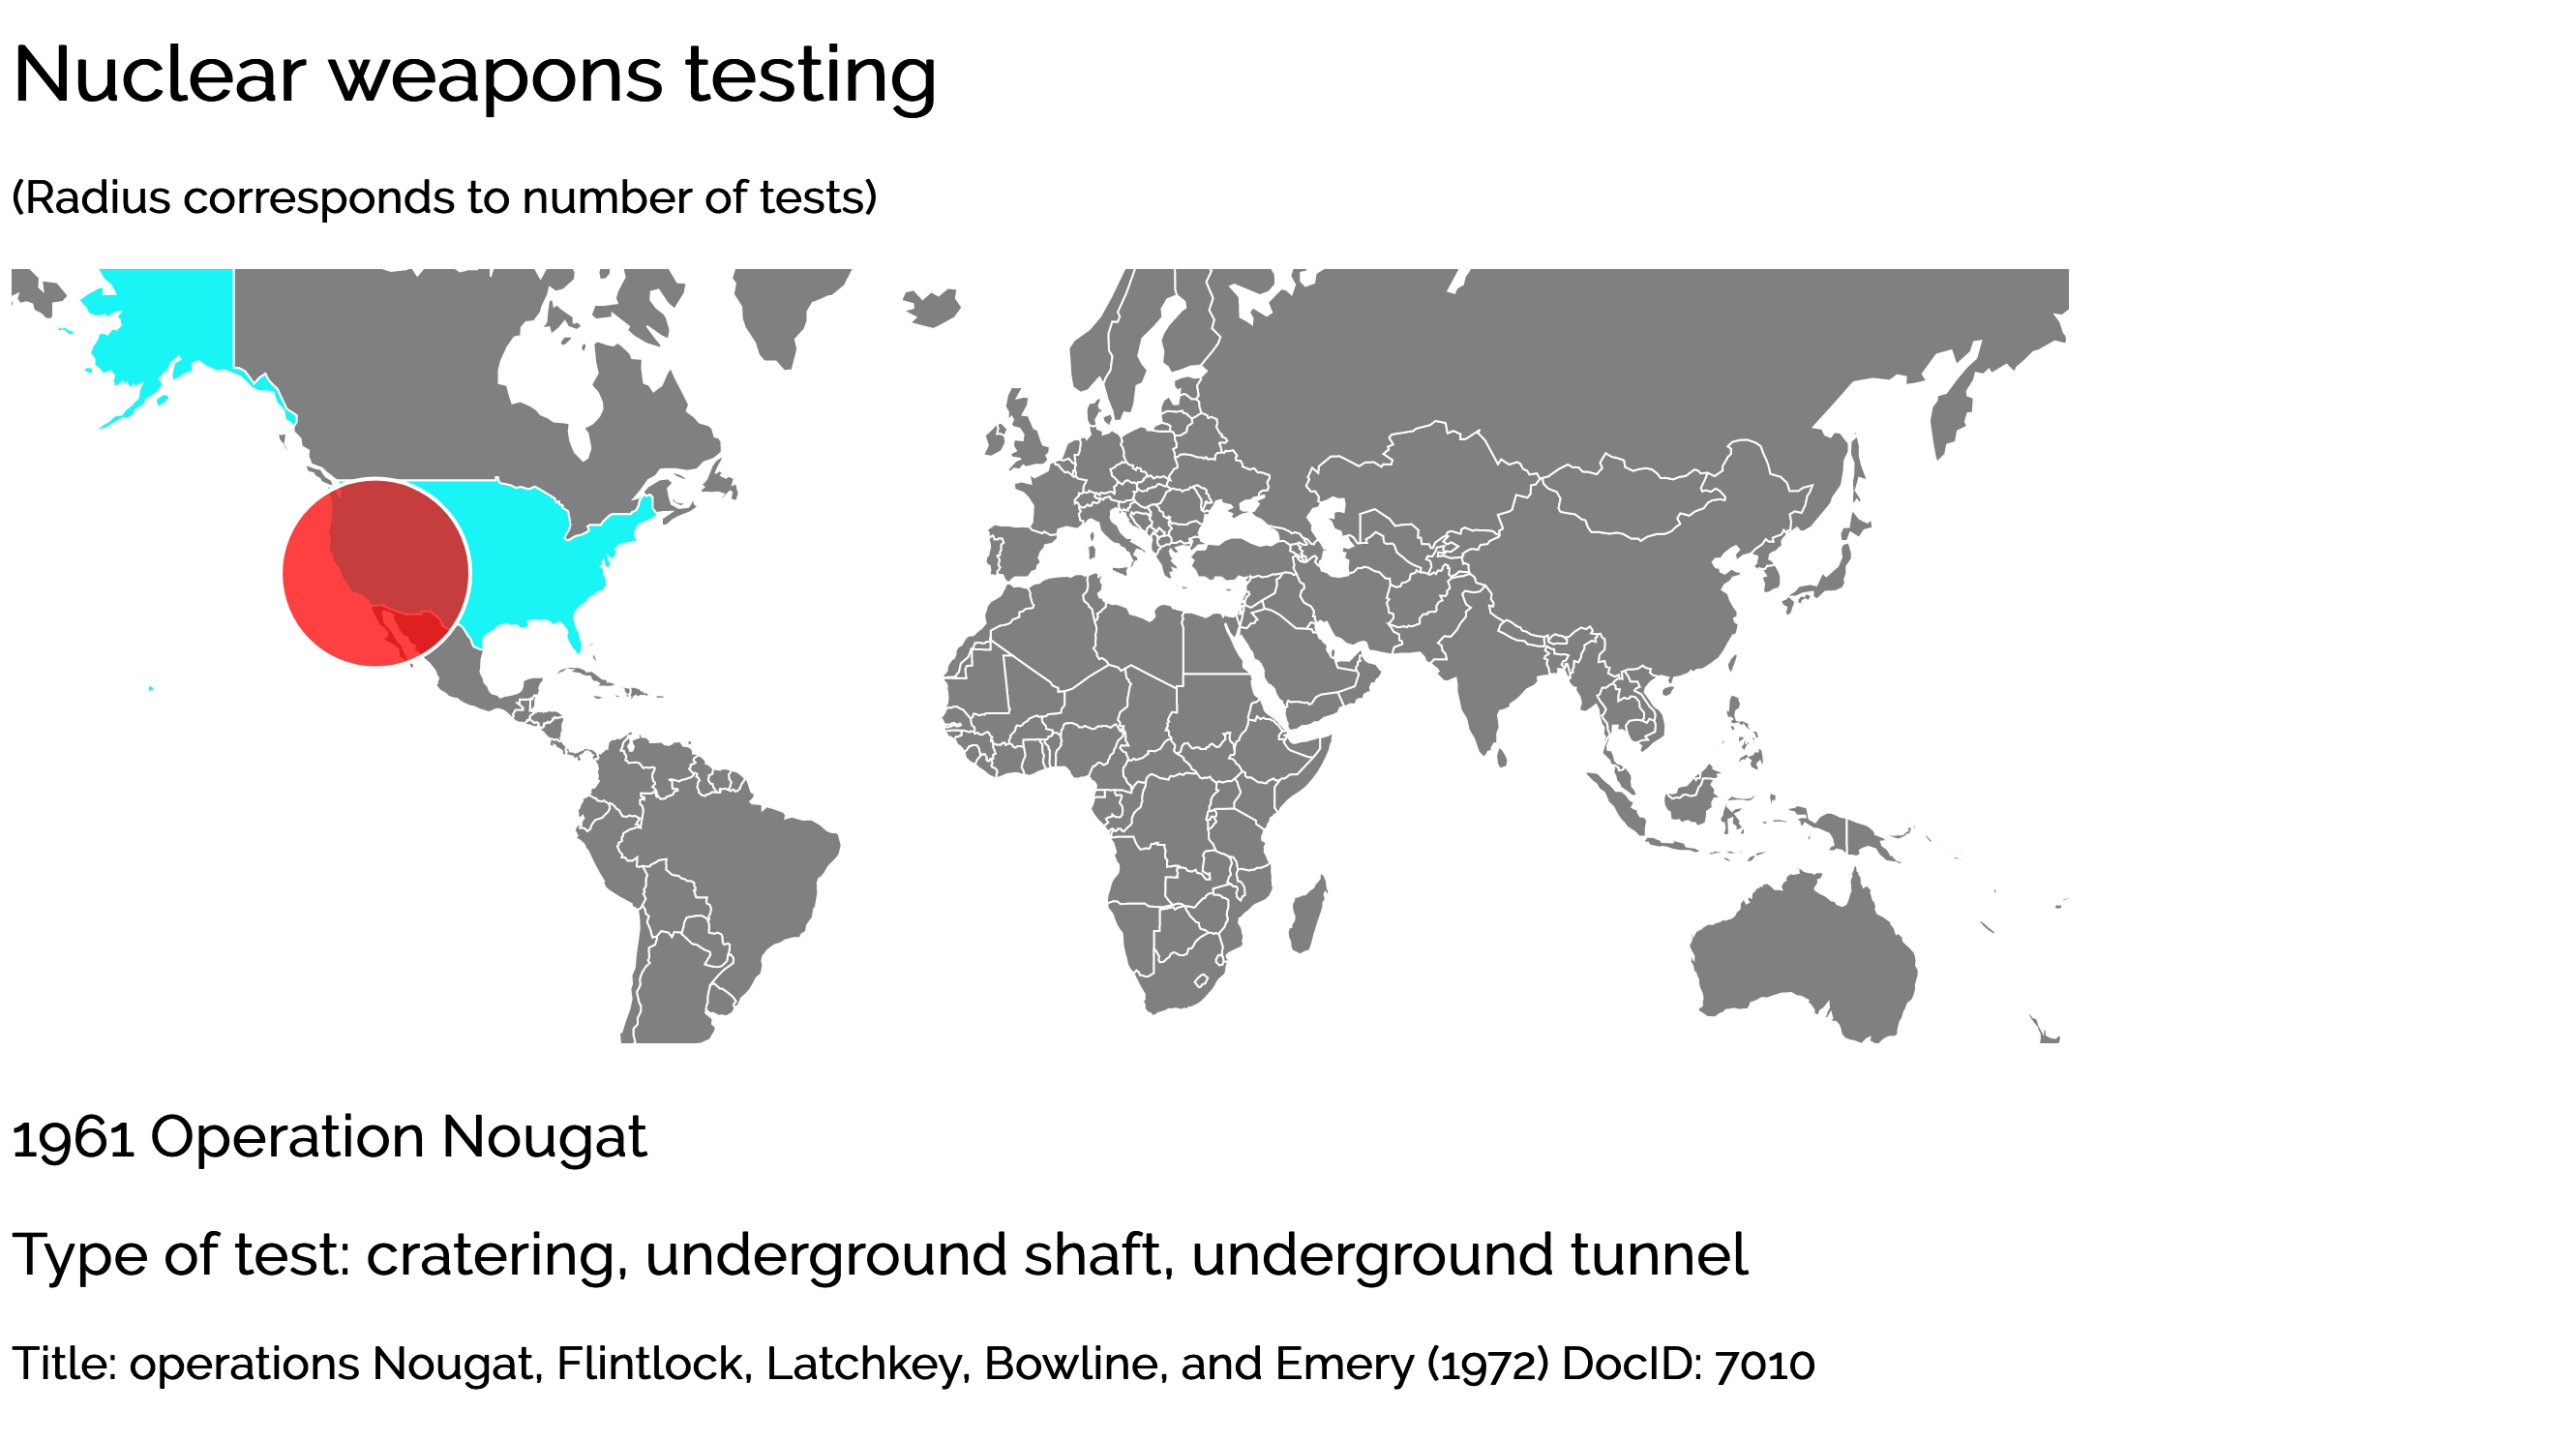 Nuclear weapons testing
(Radius corresponds to number of tests)
1961 Operation Nougat
Type of test: cratering, underground shaft, underground tunnel
Title: operations Nougat, Flintlock, Latchkey, Bowline, and Emery (1972) DocID: 7010